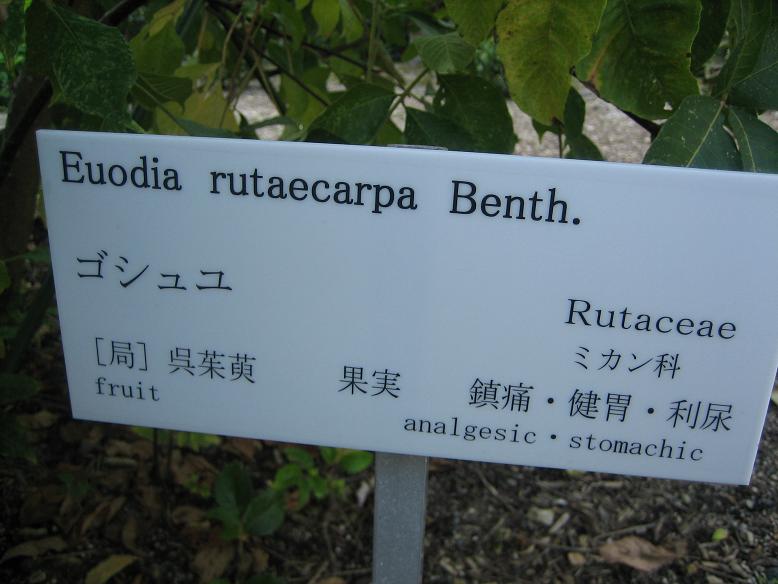 Euodia rutaecarpa Benth.
ゴシュユ
Rutaceae
ミカン科
[局] 呉茱萸 果実 鎮痛・健胃・利尿
fruit analgesic・stomachic